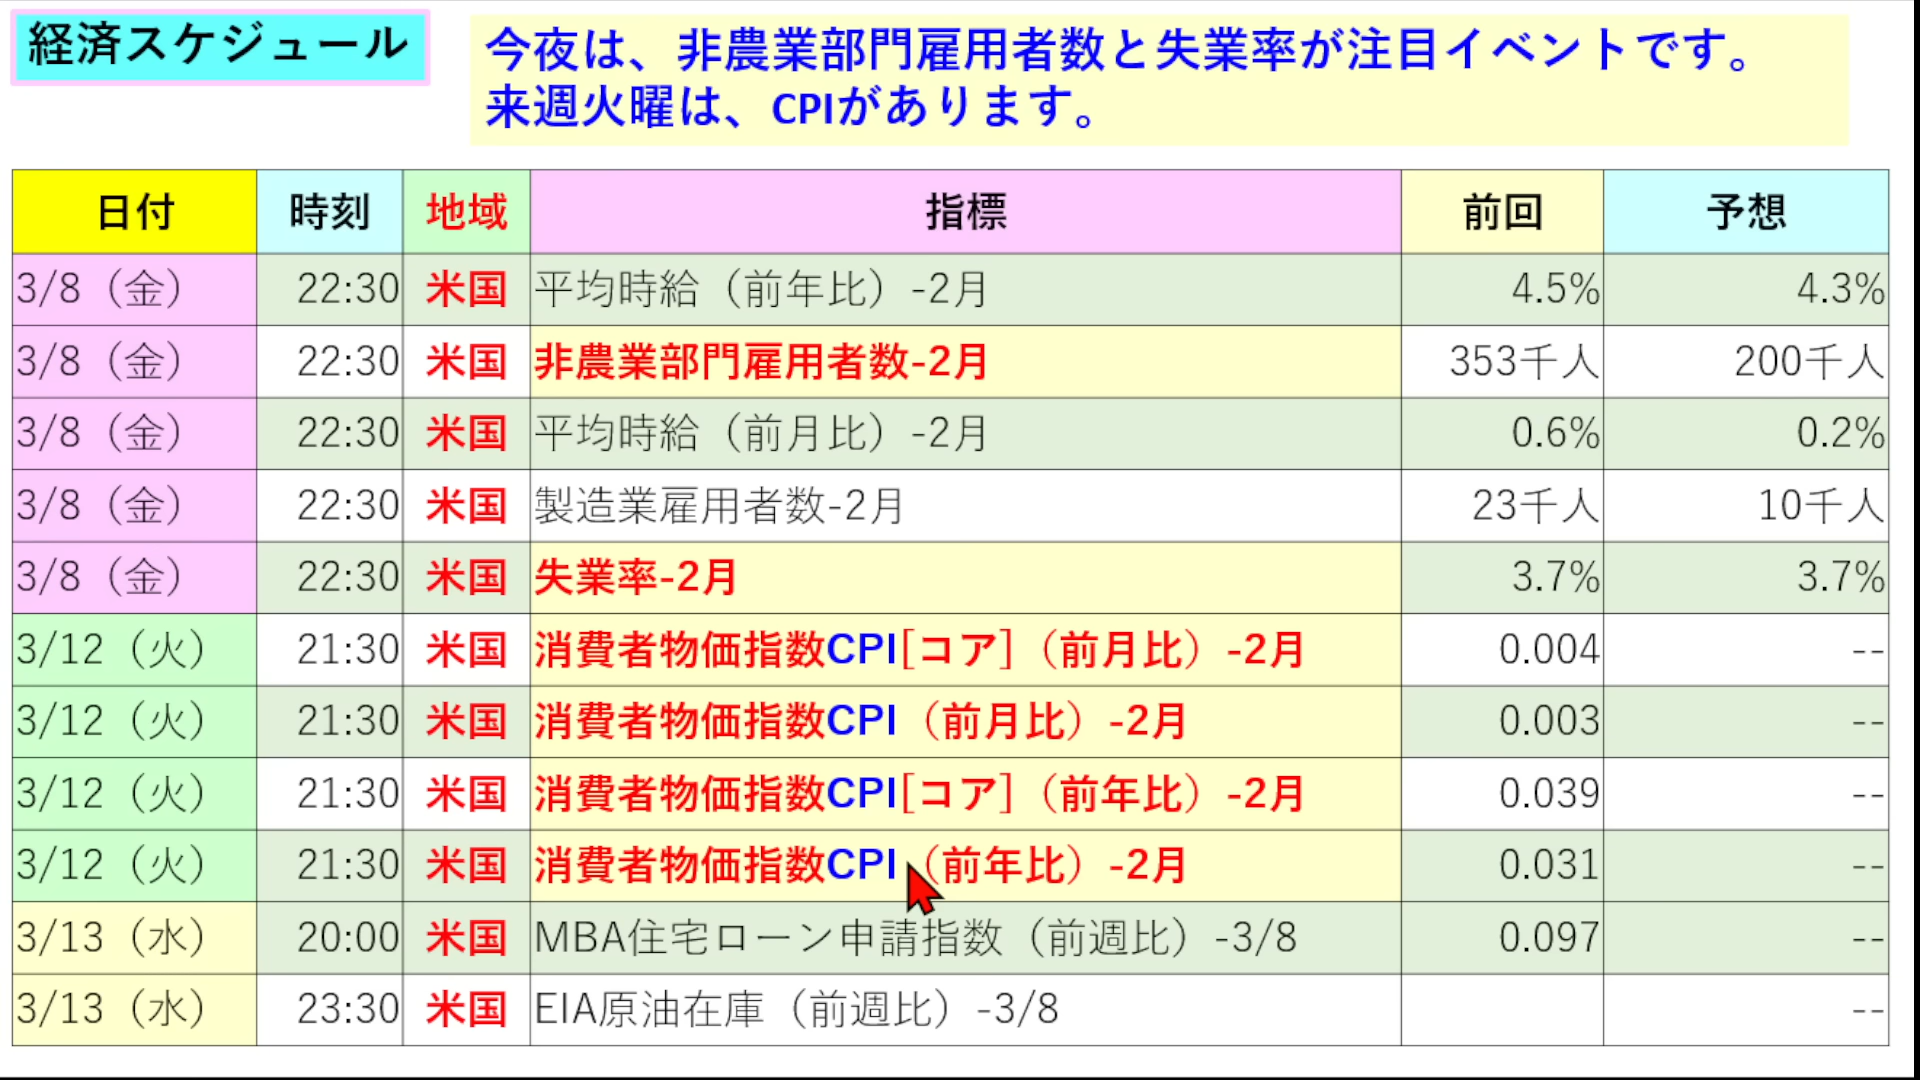 経済スケジュール
今夜は、非農業部門雇用者数と失業率が注目イベントです。
来週火曜は、CPIがあります。
日付 時刻 地域 指標 前回 予想
3/8（金） 22:30 米国 平均時給（前年比）-2月 4.5% 4.3%
3/8（金） 22:30 米国 非農業部門雇用者数-2月 353千人 200千人
3/8（金） 22:30 米国 平均時給（前月比）-2月 0.6% 0.2%
3/8（金） 22:30 米国 製造業雇用者数-2月 23千人 10千人
3/8（金） 22:30 米国 失業率-2月 3.7% 3.7%
3/12（火） 21:30 米国 消費者物価指数CPI[コア]（前月比）-2月 0.004 --
3/12（火） 21:30 米国 消費者物価指数CPI（前月比）-2月 0.003 --
3/12（火） 21:30 米国 消費者物価指数CPI[コア]（前年比）-2月 0.039 --
3/12（火） 21:30 米国 消費者物価指数CPI（前年比）-2月 0.031 --
3/13（水） 20:00 米国 MBA住宅ローン申請指数（前週比）-3/8 0.097 --
3/13（水） 23:30 米国 EIA原油在庫（前週比）-3/8 --